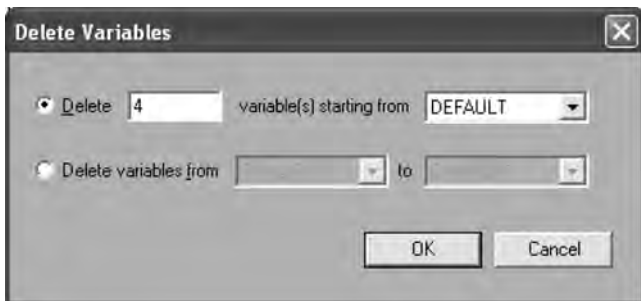 Delete Variables
Delete 4 variable(s) starting from DEFAULT
Delete variables from to
OK Cancel